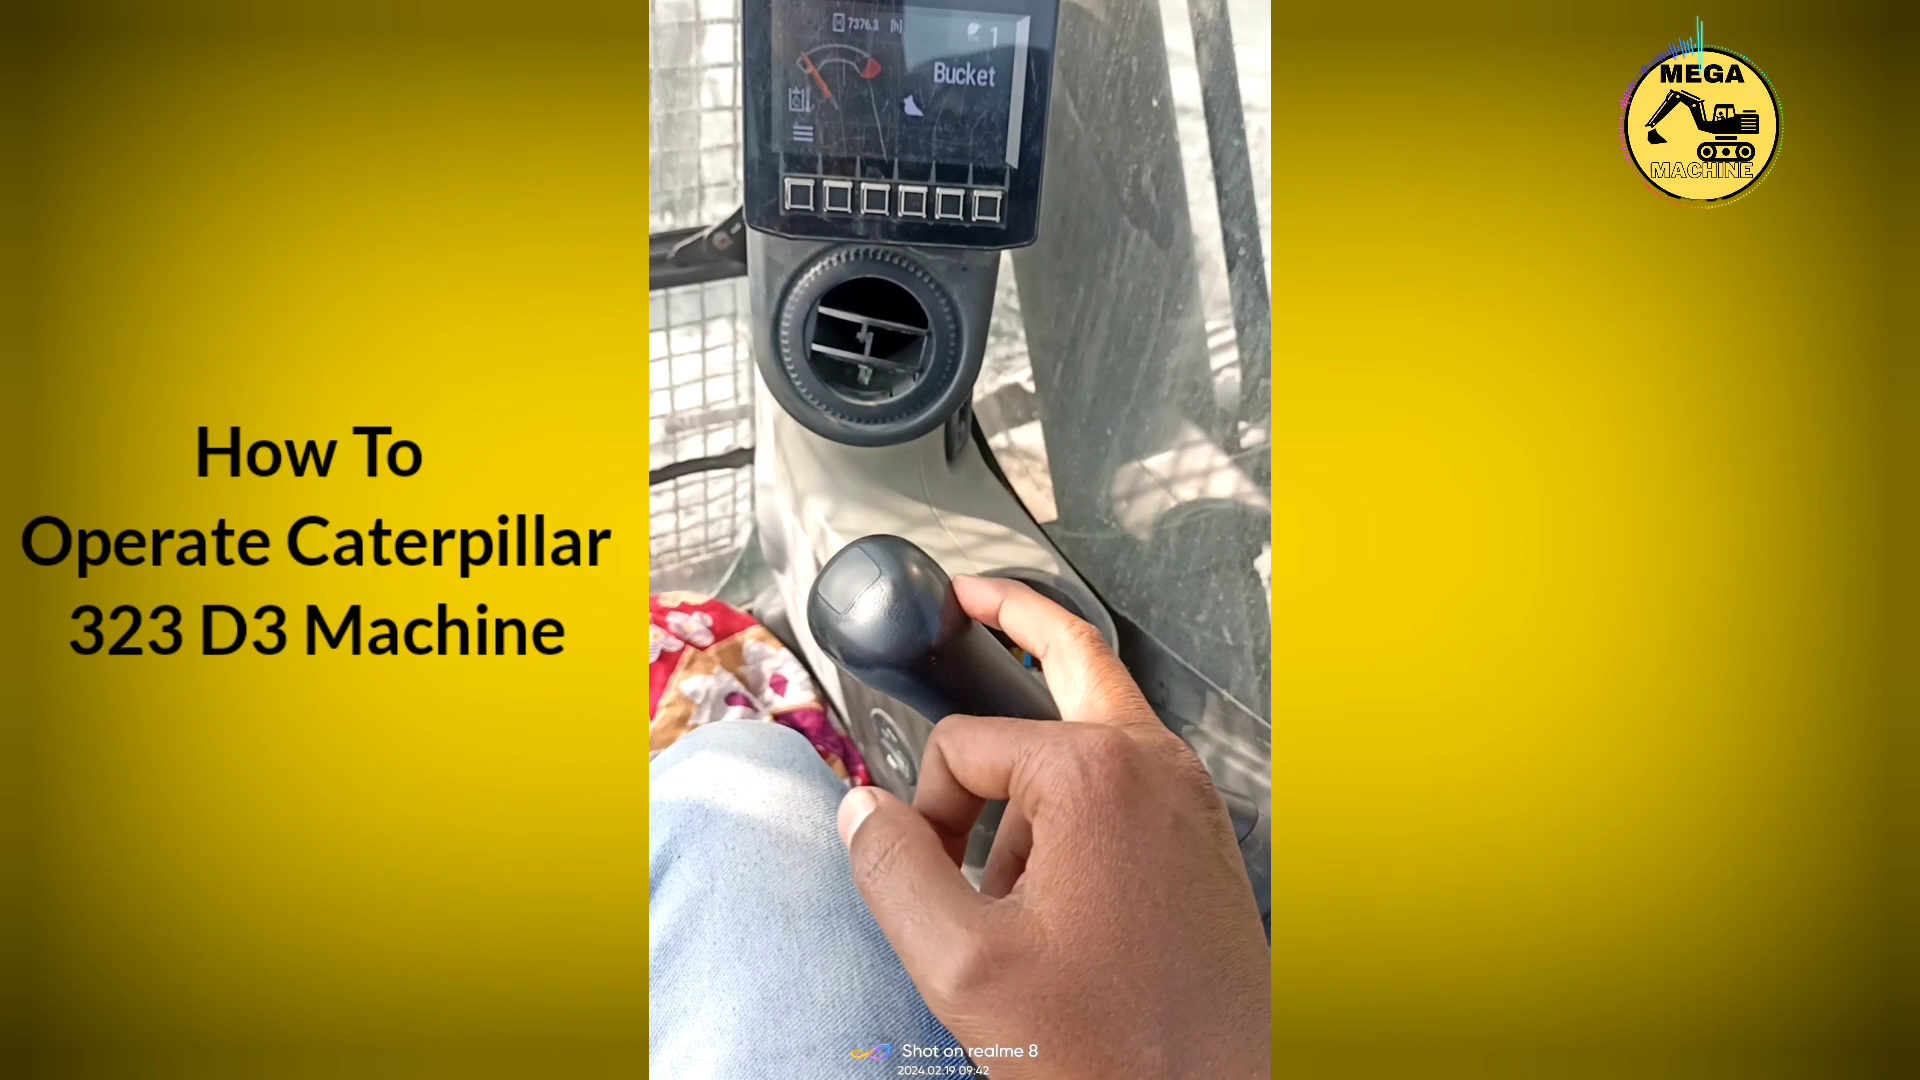 How To
Operate Caterpillar
323 D3 Machine
7376.3 [h]
1
Bucket
MEGA
MACHINE
Shot on realme 8
2024.02.19 09:42